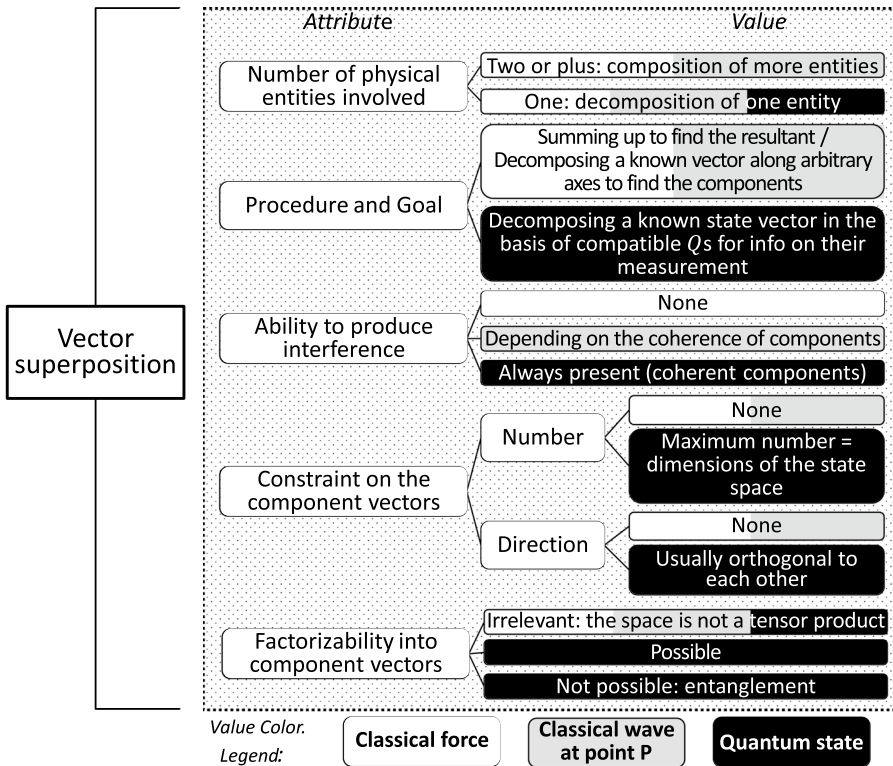 Attribute
Value
Number of physical
entities involved
Two or plus: composition of more entities
One: decomposition of one entity
Procedure and Goal
Summing up to find the resultant /
Decomposing a known vector along arbitrary
axes to find the components
Decomposing a known state vector in the
basis of compatible Qs for info on their
measurement
Vector
superposition
Ability to produce
interference
None
Depending on the coherence of components
Always present (coherent components)
Constraint on the
component vectors
Number
None
Maximum number =
dimensions of the state
space
Direction
None
Usually orthogonal to
each other
Factorizability into
component vectors
Irrelevant: the space is not a tensor product
Possible
Not possible: entanglement
Value Color.
Legend:
Classical force
Classical wave
at point P
Quantum state